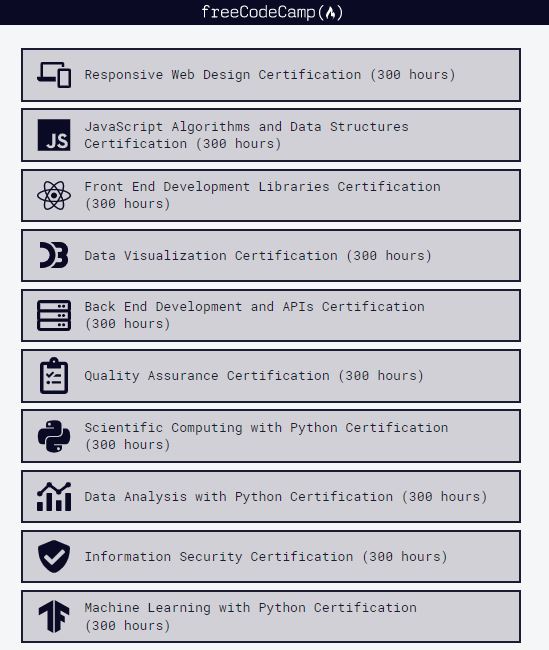 freeCodeCamp(🔥)
Responsive Web Design Certification (300 hours)
JS
JavaScript Algorithms and Data Structures
Certification (300 hours)
Front End Development Libraries Certification
(300 hours)
Data Visualization Certification (300 hours)
Back End Development and APIs Certification
(300 hours)
Quality Assurance Certification (300 hours)
Scientific Computing with Python Certification
(300 hours)
Data Analysis with Python Certification (300 hours)
Information Security Certification (300 hours)
Machine Learning with Python Certification
(300 hours)